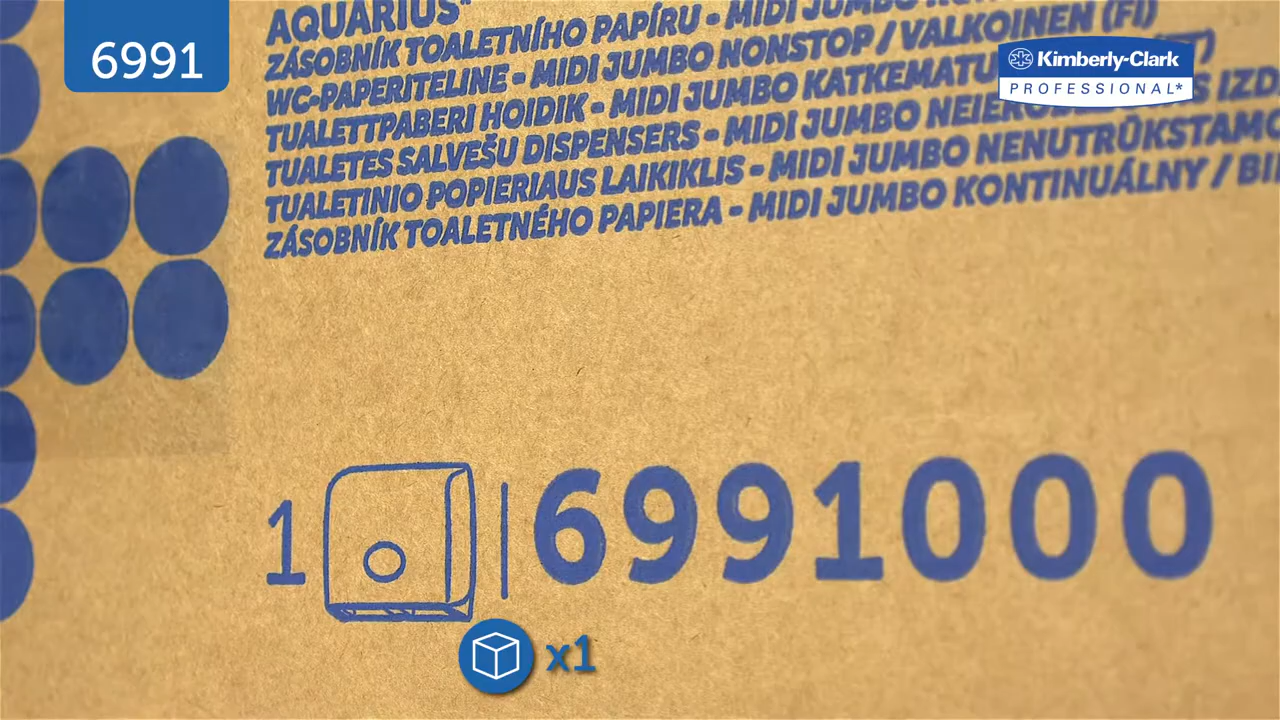 6991
Kimberly-Clark
PROFESSIONAL*
AQUARIUS*
ZÁSOBNÍK TOALETNÍHO PAPÍRU - MIDI JUMBO
WC-PAPERITELINE - MIDI JUMBO NONSTOP / VALKOINEN (FI)
TUALETTPABERI HOIDIK - MIDI JUMBO KATKEMATU
TUALETES SALVEŠU DISPENSERS - MIDI JUMBO
TUALETINIO POPIERIAUS LAIKIKLIS - MIDI JUMBO NENUTRŪKSTAMO
ZÁSOBNÍK TOALETNÉHO PAPIERA - MIDI JUMBO KONTINUÁLNY / BI
1 | 6991000
x1